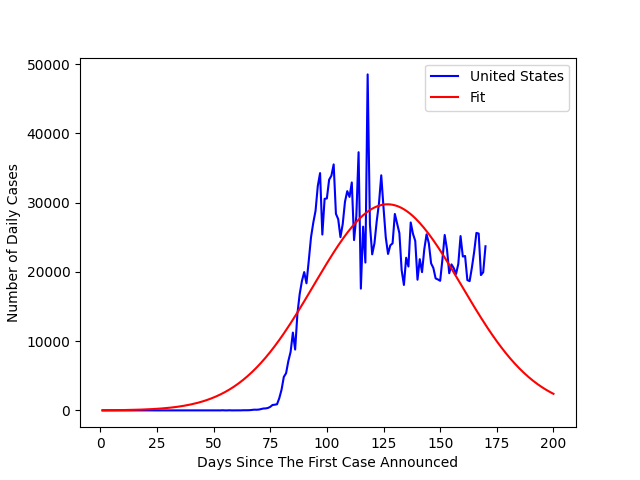 United States
Fit
50000
40000
30000
20000
10000
0
Number of Daily Cases
0 25 50 75 100 125 150 175 200
Days Since The First Case Announced